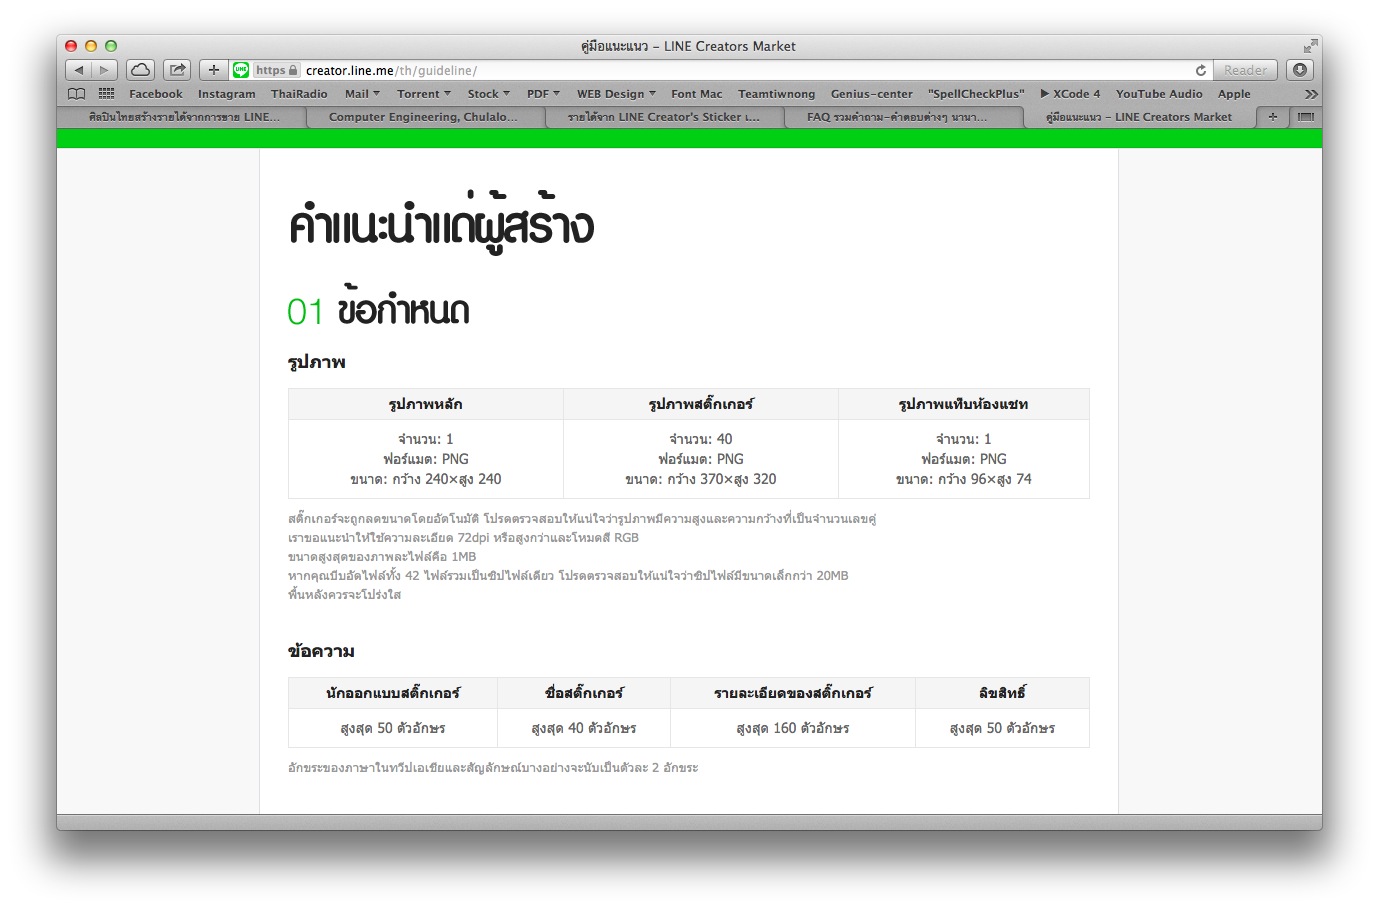 คู่มือแนะแนว – LINE Creators Market
https creator.line.me/th/guideline/ Reader
Facebook Instagram ThaiRadio Mail Torrent Stock PDF WEB Design Font Mac Teamtiwnong Genius-center "SpellCheckPlus" XCode 4 YouTube Audio Apple
ศิลปินไทยสร้างรายได้จากการขาย LINE... Computer Engineering, Chulalo... รายได้จาก LINE Creator's Sticker เ... FAQ รวมคำถาม-คำตอบต่างๆ นานา... คู่มือแนะแนว – LINE Creators Market
คำแนะนำแด่ผู้สร้าง
01 ข้อกำหนด
รูปภาพ
รูปภาพหลัก รูปภาพสติ๊กเกอร์ รูปภาพแท็บห้องแชท
จำนวน: 1 จำนวน: 40 จำนวน: 1
ฟอร์แมต: PNG ฟอร์แมต: PNG ฟอร์แมต: PNG
ขนาด: กว้าง 240×สูง 240 ขนาด: กว้าง 370×สูง 320 ขนาด: กว้าง 96×สูง 74
สติ๊กเกอร์จะถูกลดขนาดโดยอัตโนมัติ โปรดตรวจสอบให้แน่ใจว่ารูปภาพมีความสูงและความกว้างที่เป็นจำนวนเลขคู่
เราขอแนะนำให้ใช้ความละเอียด 72dpi หรือสูงกว่าและโหมดสี RGB
ขนาดสูงสุดของภาพละไฟล์คือ 1MB
หากคุณบีบอัดไฟล์ทั้ง 42 ไฟล์รวมเป็นซิปไฟล์เดียว โปรดตรวจสอบให้แน่ใจว่าซิปไฟล์มีขนาดเล็กกว่า 20MB
พื้นหลังควรจะโปร่งใส
ข้อความ
นักออกแบบสติ๊กเกอร์ ชื่อสติ๊กเกอร์ รายละเอียดของสติ๊กเกอร์ ลิขสิทธิ์
สูงสุด 50 ตัวอักษร สูงสุด 40 ตัวอักษร สูงสุด 160 ตัวอักษร สูงสุด 50 ตัวอักษร
อักขระของภาษาในทวีปเอเชียและสัญลักษณ์บางอย่างจะนับเป็นตัวละ 2 อักขระ